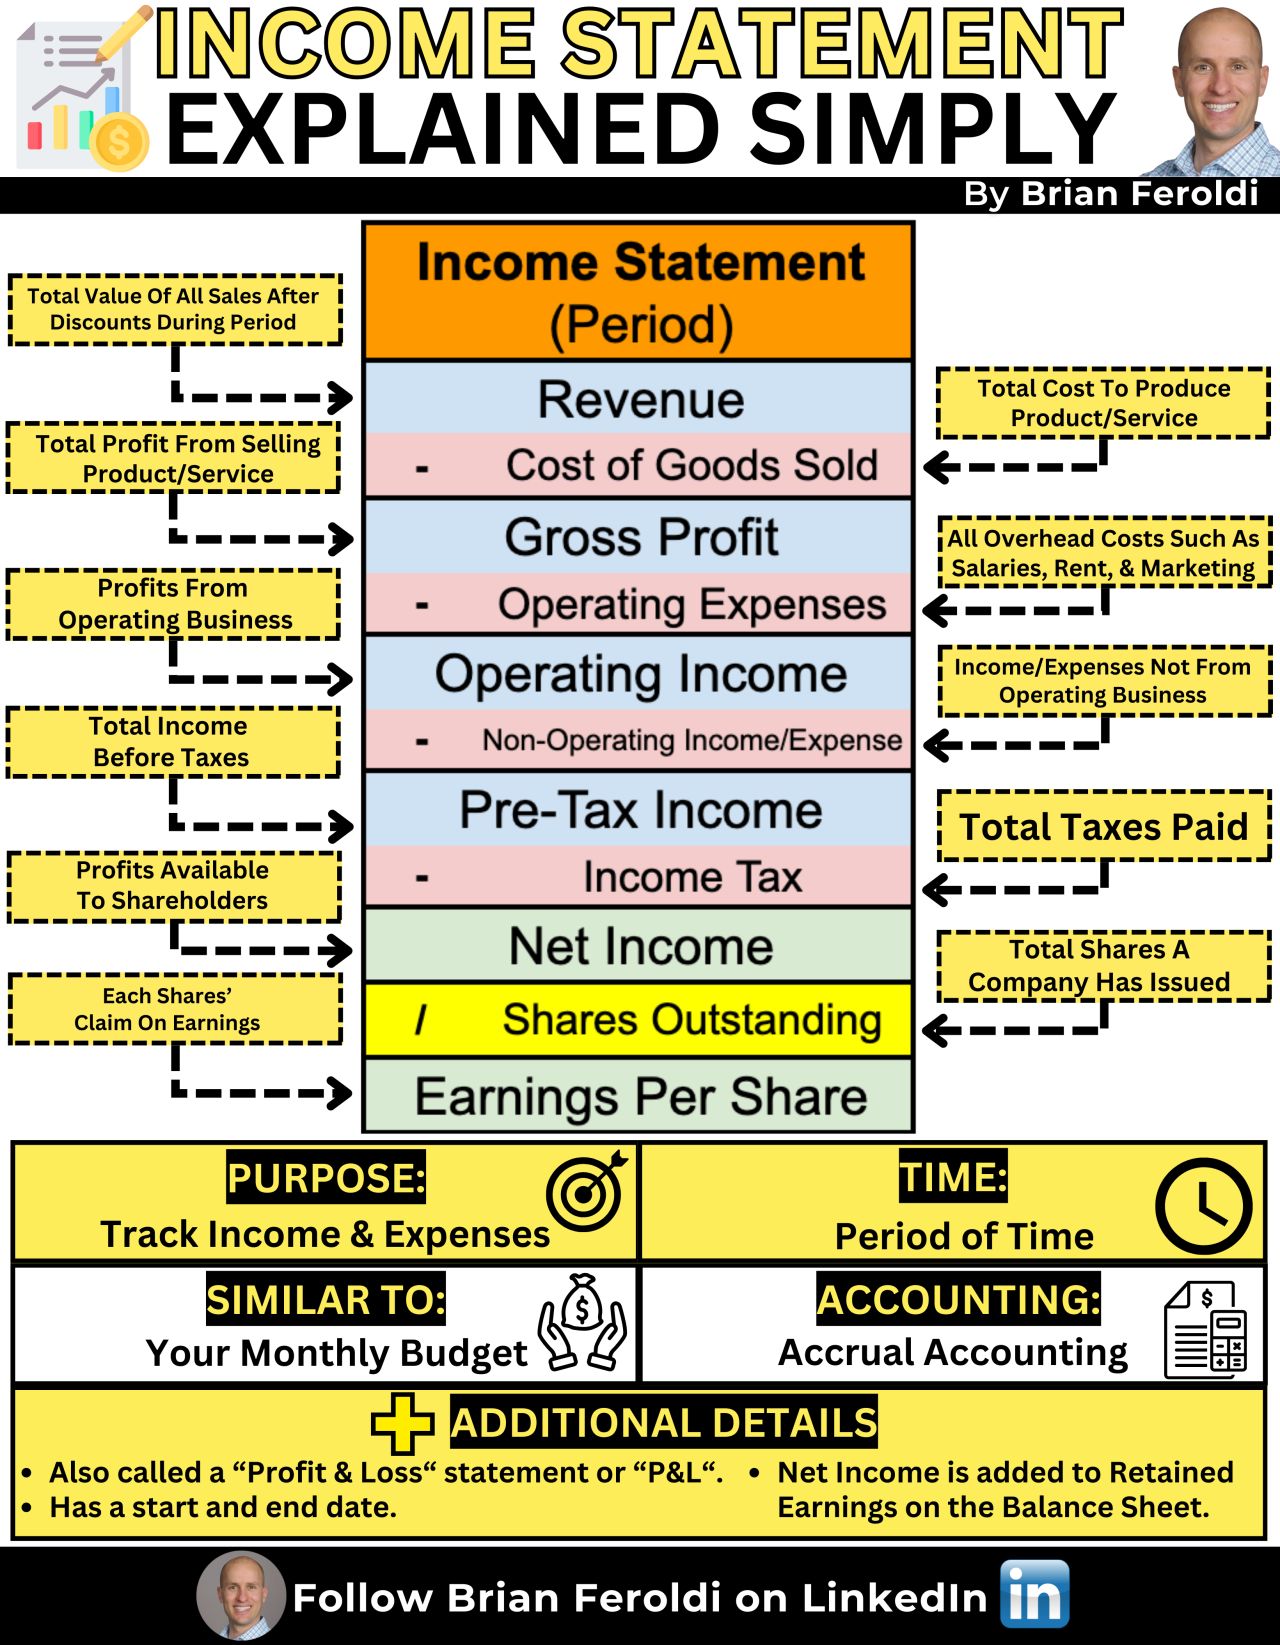 INCOME STATEMENT
EXPLAINED SIMPLY
By Brian Feroldi
Income Statement
(Period)
Total Value Of All Sales After
Discounts During Period
Revenue
Total Cost To Produce
Product/Service
- Cost of Goods Sold
Total Profit From Selling
Product/Service
Gross Profit
All Overhead Costs Such As
Salaries, Rent, & Marketing
- Operating Expenses
Profits From
Operating Business
Operating Income
Income/Expenses Not From
Operating Business
- Non-Operating Income/Expense
Total Income
Before Taxes
Pre-Tax Income
Total Taxes Paid
- Income Tax
Profits Available
To Shareholders
Net Income
Total Shares A
Company Has Issued
/ Shares Outstanding
Each Shares’
Claim On Earnings
Earnings Per Share
PURPOSE:
Track Income & Expenses
TIME:
Period of Time
SIMILAR TO:
Your Monthly Budget
$
ACCOUNTING:
Accrual Accounting
$
ADDITIONAL DETAILS
• Also called a “Profit & Loss“ statement or “P&L“.
• Has a start and end date.
• Net Income is added to Retained
Earnings on the Balance Sheet.
Follow Brian Feroldi on LinkedIn in